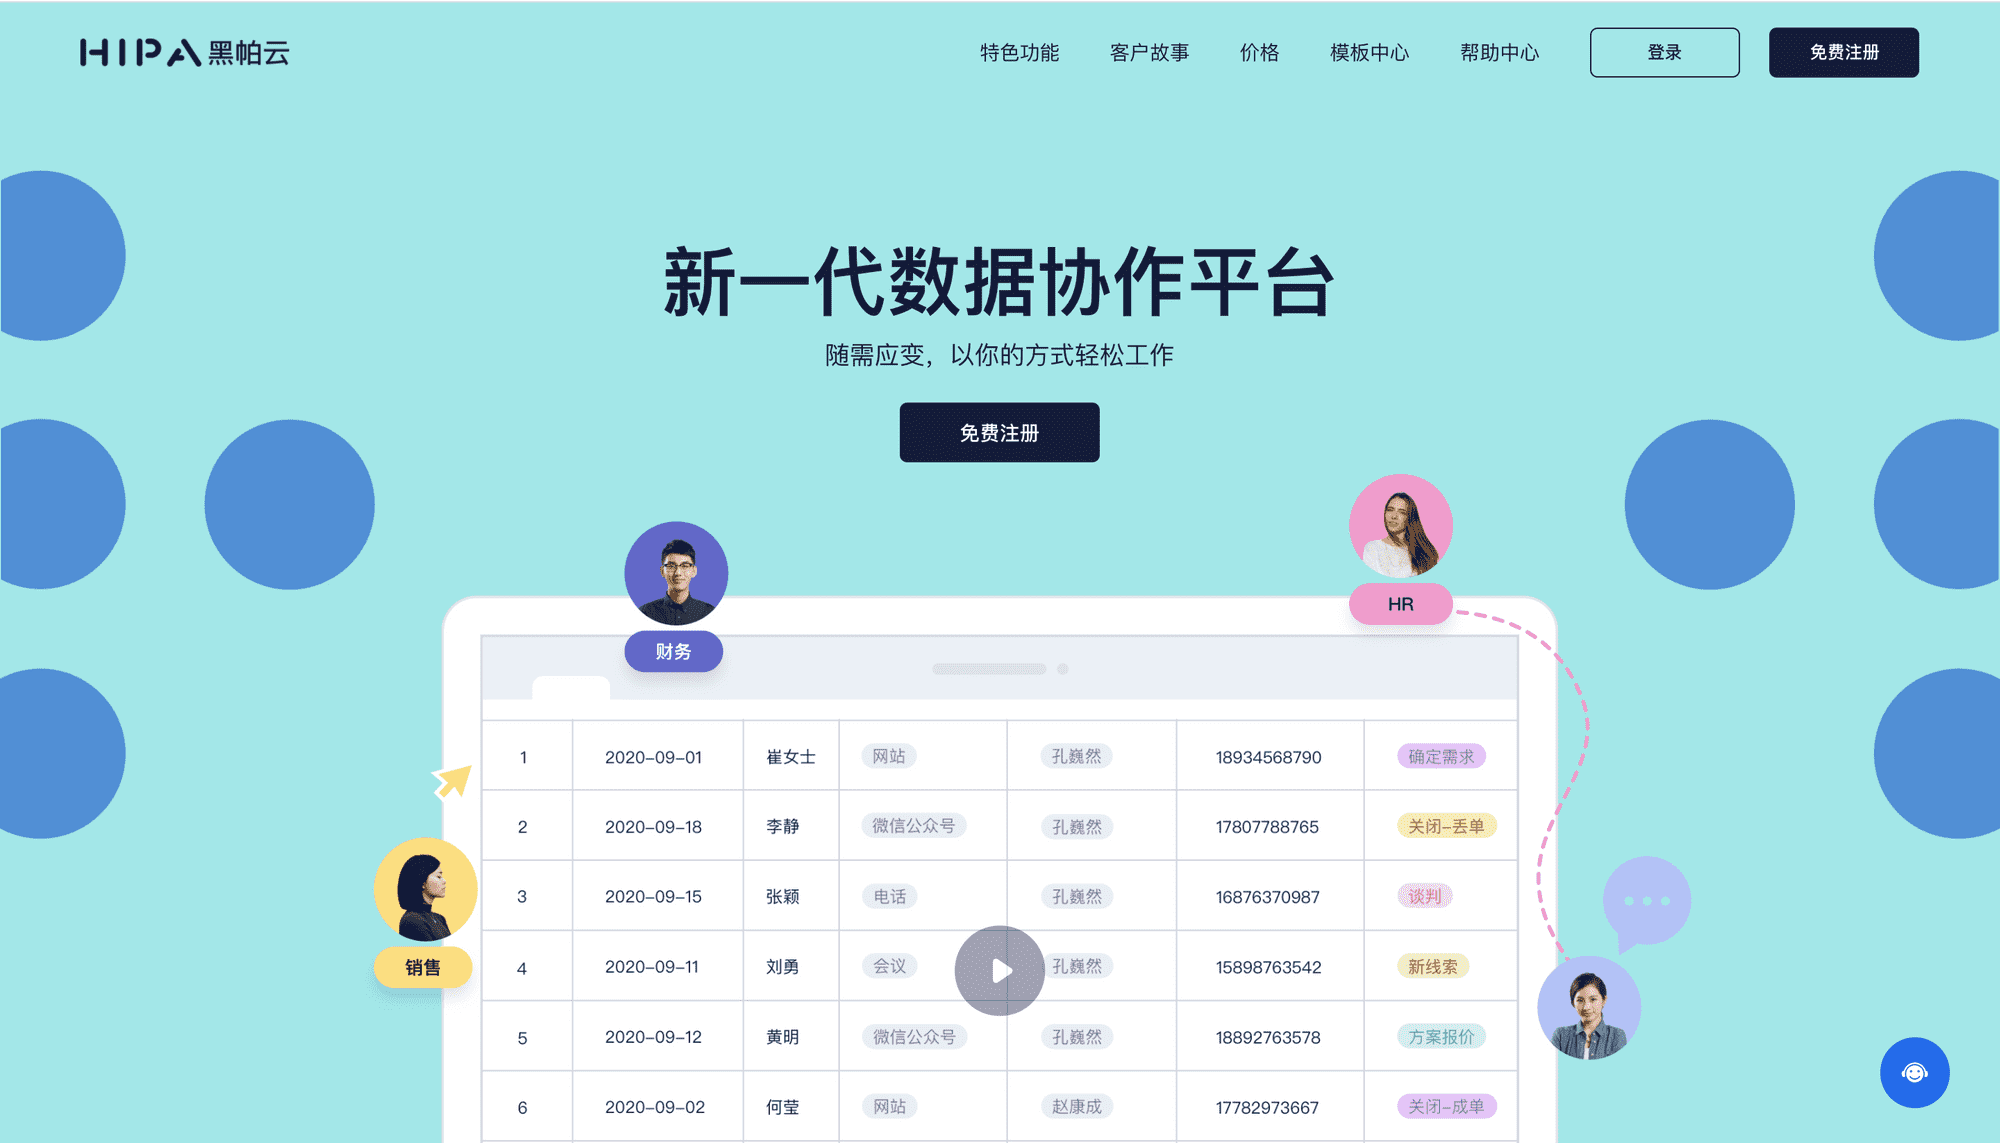 HIPA 黑帕云
特色功能 客户故事 价格 模板中心 帮助中心 登录 免费注册
新一代数据协作平台
随需应变，以你的方式轻松工作
免费注册
HR
财务
1 2020-09-01 崔女士 网站 孔巍然 18934568790 确定需求
2 2020-09-18 李静 微信公众号 孔巍然 17807788765 关闭-丢单
3 2020-09-15 张颖 电话 孔巍然 16876370987 谈判
销售
4 2020-09-11 刘勇 会议 孔巍然 15898763542 新线索
5 2020-09-12 黄明 微信公众号 孔巍然 18892763578 方案报价
6 2020-09-02 何莹 网站 赵康成 17782973667 关闭-成单